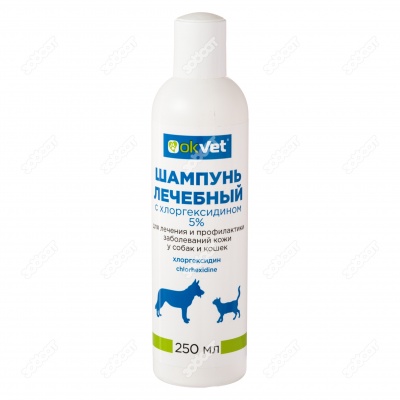 okvet®
ШАМПУНЬ
ЛЕЧЕБНЫЙ
с хлоргексидином
5%
для лечения и профилактики
заболеваний кожи
у собак и кошек
хлоргексидин
chlorhexidine
250 мл